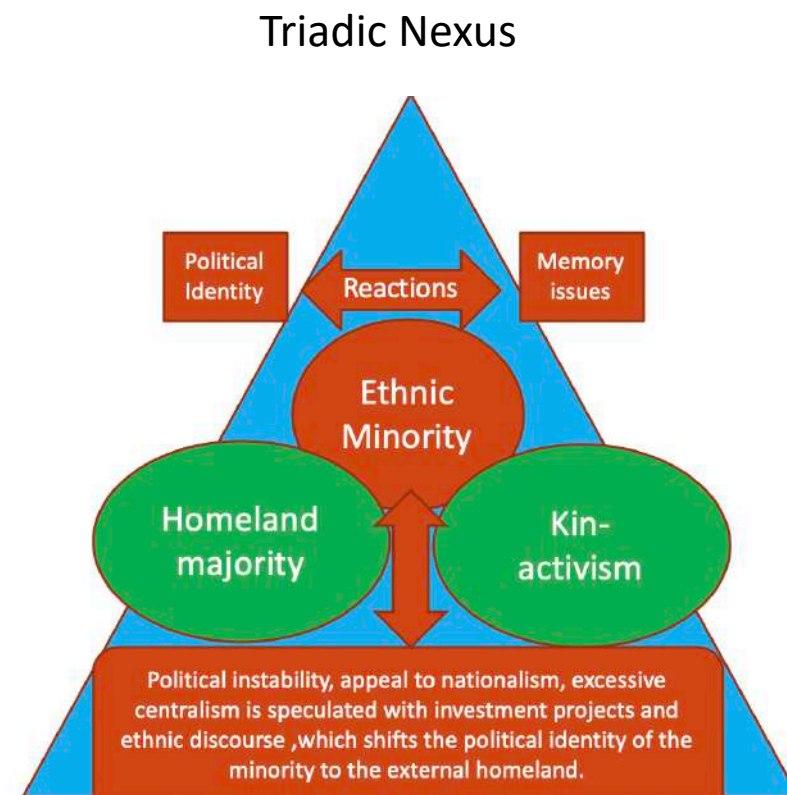 Triadic Nexus
Political
Identity
Reactions
Memory
issues
Ethnic
Minority
Homeland
majority
Kin-
activism
Political instability, appeal to nationalism, excessive
centralism is speculated with investment projects and
ethnic discourse ,which shifts the political identity of the
minority to the external homeland.